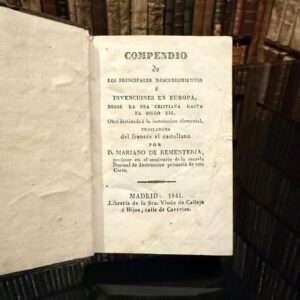 COMPENDIO
de
LOS PRINCIPALES DESCUBRIMIENTOS
É
INVENCIONES EN EUROPA,
DESDE LA ERA CRISTIANA HASTA
EL SIGLO XIX.
Obra destinada á la instruccion elemental,
TRASLADADA
del francés al castellano
POR
D. MARIANO DE REMENTERIA,
profesor en el seminario de la escuela
Normal de Instruccion primaria de esta
Corte.
MADRID: 1841.
Librería de la Sra. Viuda de Calleja
é Hijos, calle de Carretas.